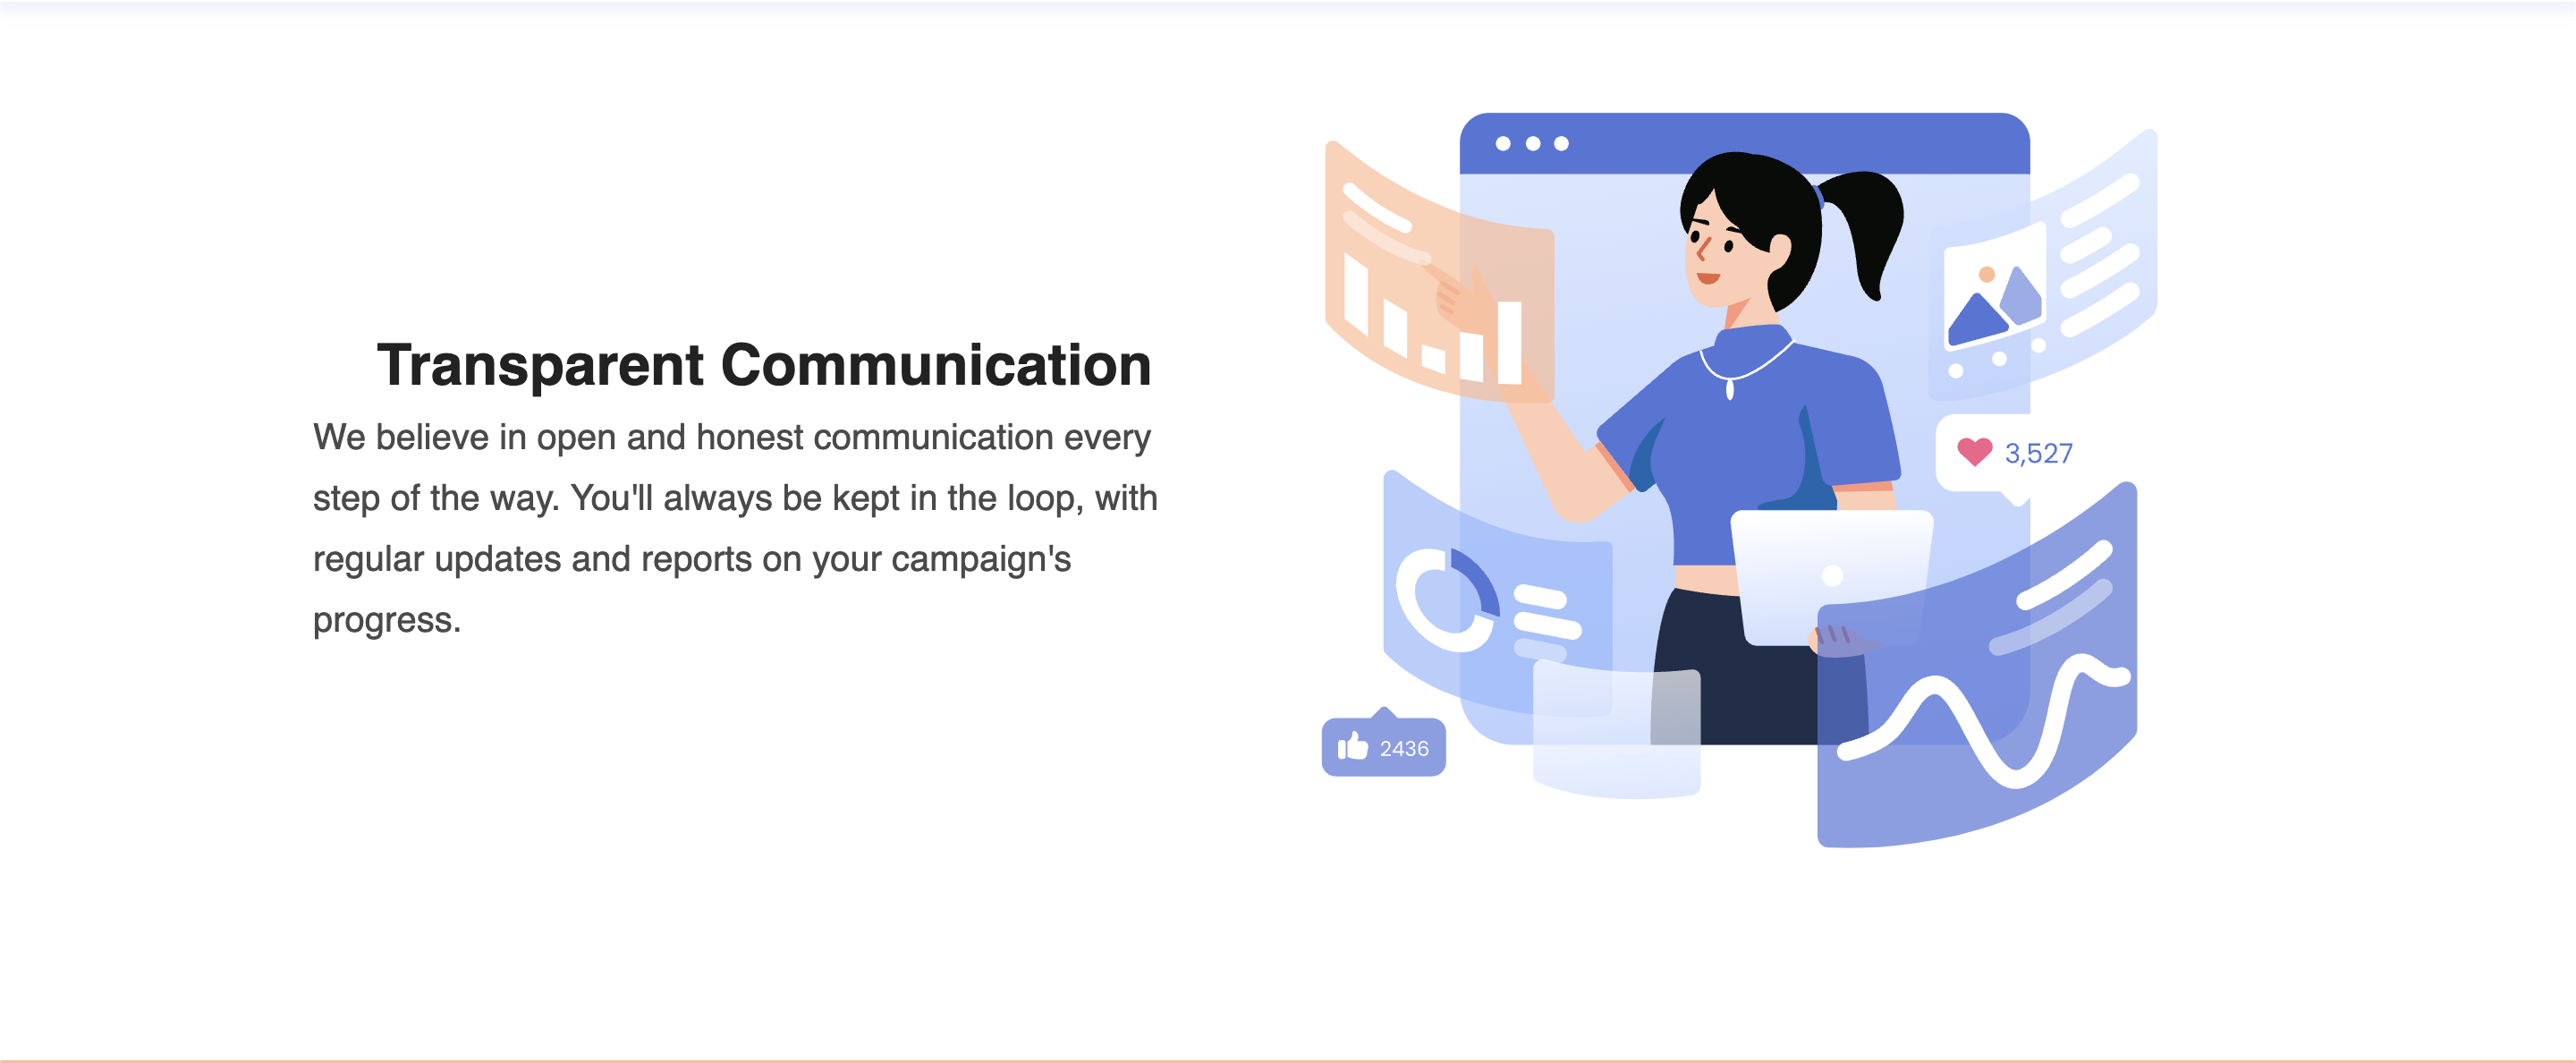 Transparent Communication
We believe in open and honest communication every
step of the way. You'll always be kept in the loop, with
regular updates and reports on your campaign's
progress.
3,527
2436